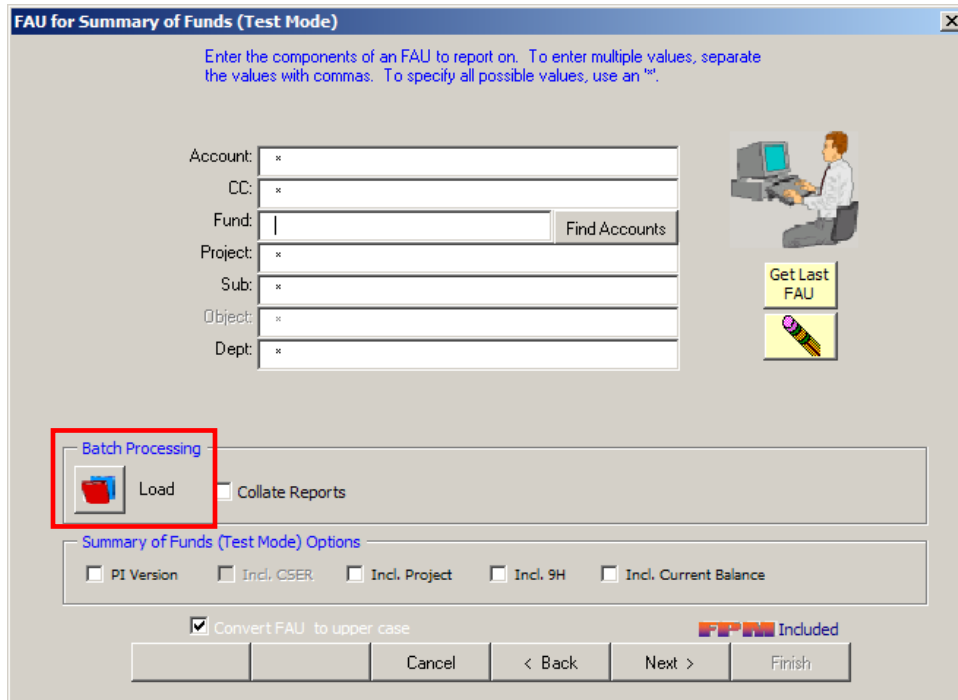 FAU for Summary of Funds (Test Mode)
Enter the components of an FAU to report on. To enter multiple values, separate
the values with commas. To specify all possible values, use an '*'.
Account: *
CC: *
Fund: Find Accounts
Project: *
Sub: *
Object: *
Dept: *
Get Last
FAU
Batch Processing
Load Collate Reports
Summary of Funds (Test Mode) Options
PI Version Incl. CSER Incl. Project Incl. 9H Incl. Current Balance
Convert FAU to upper case FPM Included
Cancel < Back Next > Finish